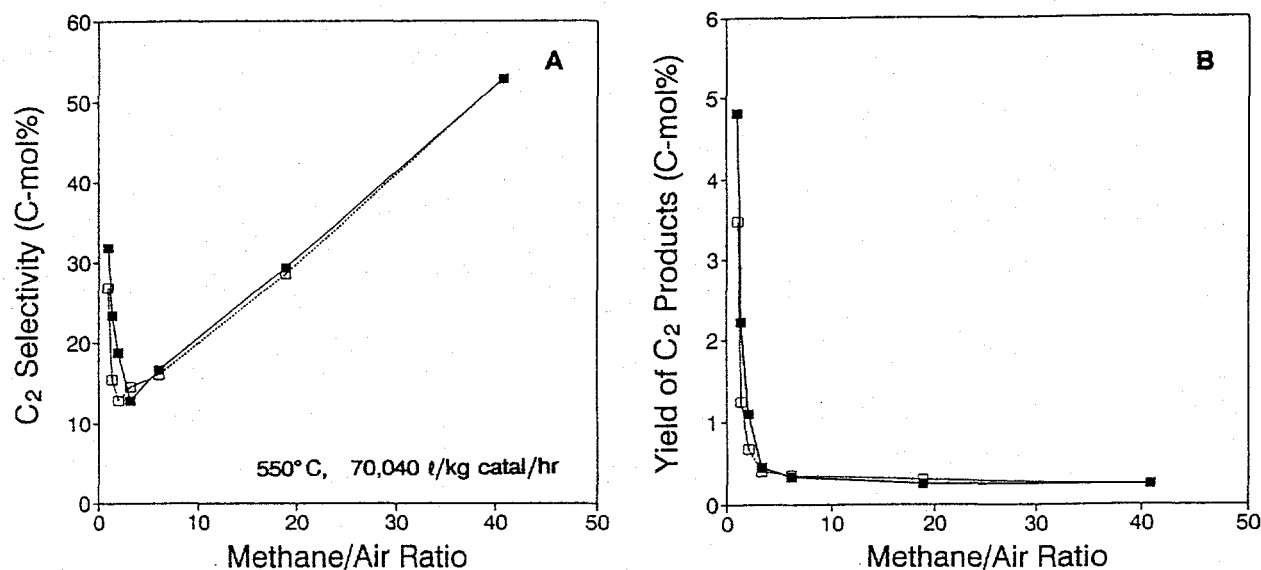 A
C₂ Selectivity (C-mol%)
60
50
40
30
20
10
0
0 10 20 30 40 50
550°C, 70,040 ℓ/kg catal/hr
Methane/Air Ratio
B
Yield of C₂ Products (C-mol%)
6
5
4
3
2
1
0
0 10 20 30 40 50
Methane/Air Ratio